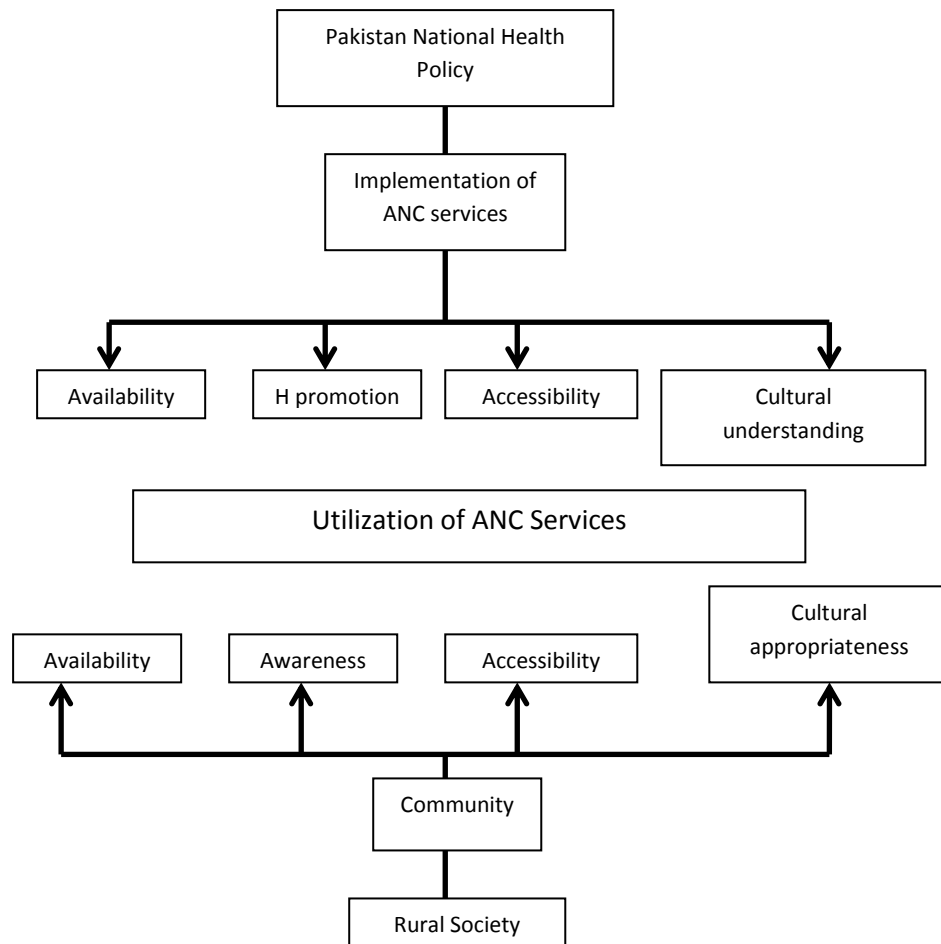 Pakistan National Health
Policy
Implementation of
ANC services
Availability
H promotion
Accessibility
Cultural
understanding
Utilization of ANC Services
Cultural
appropriateness
Availability
Awareness
Accessibility
Community
Rural Society